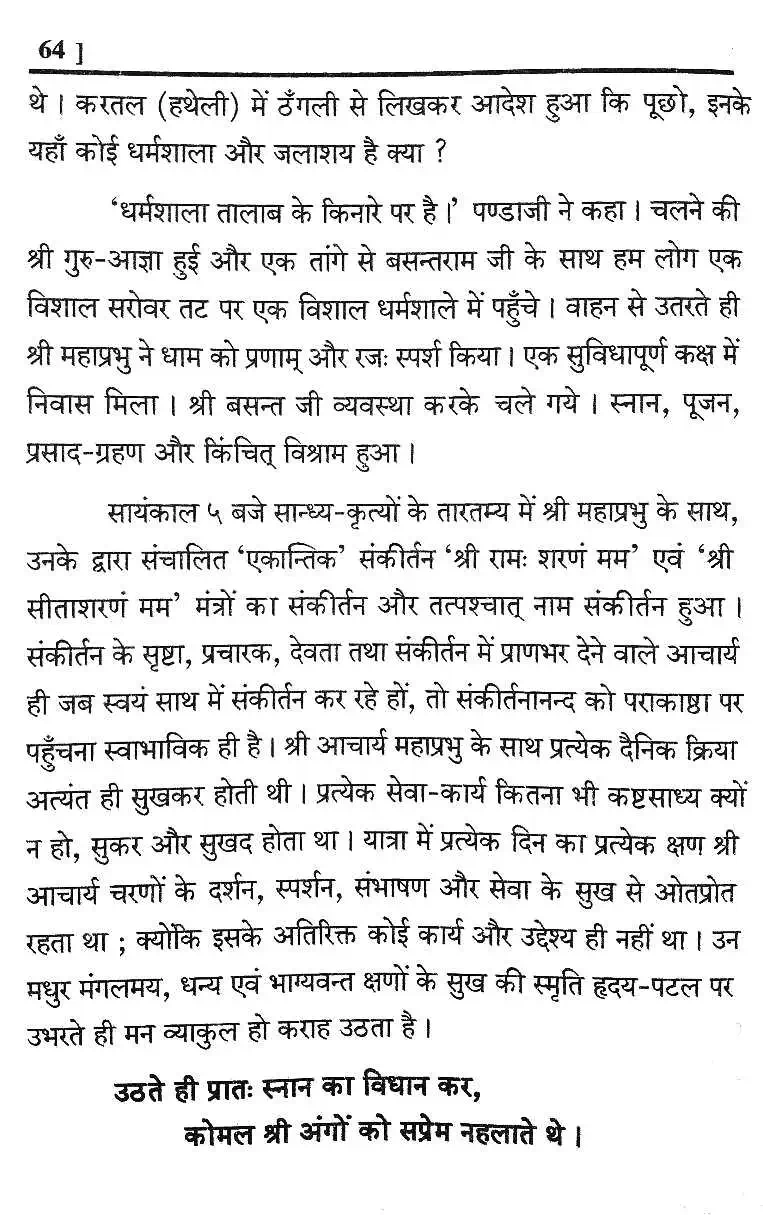 64 ]
थे । करतल (हथेली) में ठँगली से लिखकर आदेश हुआ कि पूछो, इनके
यहाँ कोई धर्मशाला और जलाशय है क्या ?
‘धर्मशाला तालाब के किनारे पर है।’ पण्डाजी ने कहा । चलने की
श्री गुरु-आज्ञा हुई और एक तांगे से बसन्तराम जी के साथ हम लोग एक
विशाल सरोवर तट पर एक विशाल धर्मशाले में पहुँचे । वाहन से उतरते ही
श्री महाप्रभु ने धाम को प्रणाम् और रजः स्पर्श किया । एक सुविधापूर्ण कक्ष में
निवास मिला । श्री बसन्त जी व्यवस्था करके चले गये । स्नान, पूजन,
प्रसाद-ग्रहण और किंचित् विश्राम हुआ ।
सायंकाल ५ बजे सान्ध्य-कृत्यों के तारतम्य में श्री महाप्रभु के साथ,
उनके द्वारा संचालित ‘एकान्तिक’ संकीर्तन ‘श्री रामः शरणं मम’ एवं ‘श्री
सीताशरणं मम’ मंत्रों का संकीर्तन और तत्पश्चात् नाम संकीर्तन हुआ ।
संकीर्तन के सृष्टा, प्रचारक, देवता तथा संकीर्तन में प्राणभर देने वाले आचार्य
ही जब स्वयं साथ में संकीर्तन कर रहे हों, तो संकीर्तनानन्द को पराकाष्ठा पर
पहुँचना स्वाभाविक ही है । श्री आचार्य महाप्रभु के साथ प्रत्येक दैनिक क्रिया
अत्यंत ही सुखकर होती थी । प्रत्येक सेवा-कार्य कितना भी कष्टसाध्य क्यों
न हो, सुकर और सुखद होता था । यात्रा में प्रत्येक दिन का प्रत्येक क्षण श्री
आचार्य चरणों के दर्शन, स्पर्शन, संभाषण और सेवा के सुख से ओतप्रोत
रहता था ; क्योंकि इसके अतिरिक्त कोई कार्य और उद्देश्य ही नहीं था । उन
मधुर मंगलमय, धन्य एवं भाग्यवन्त क्षणों के सुख की स्मृति हृदय-पटल पर
उभरते ही मन व्याकुल हो कराह उठता है ।
उठते ही प्रातः स्नान का विधान कर,
कोमल श्री अंगों को सप्रेम नहलाते थे ।